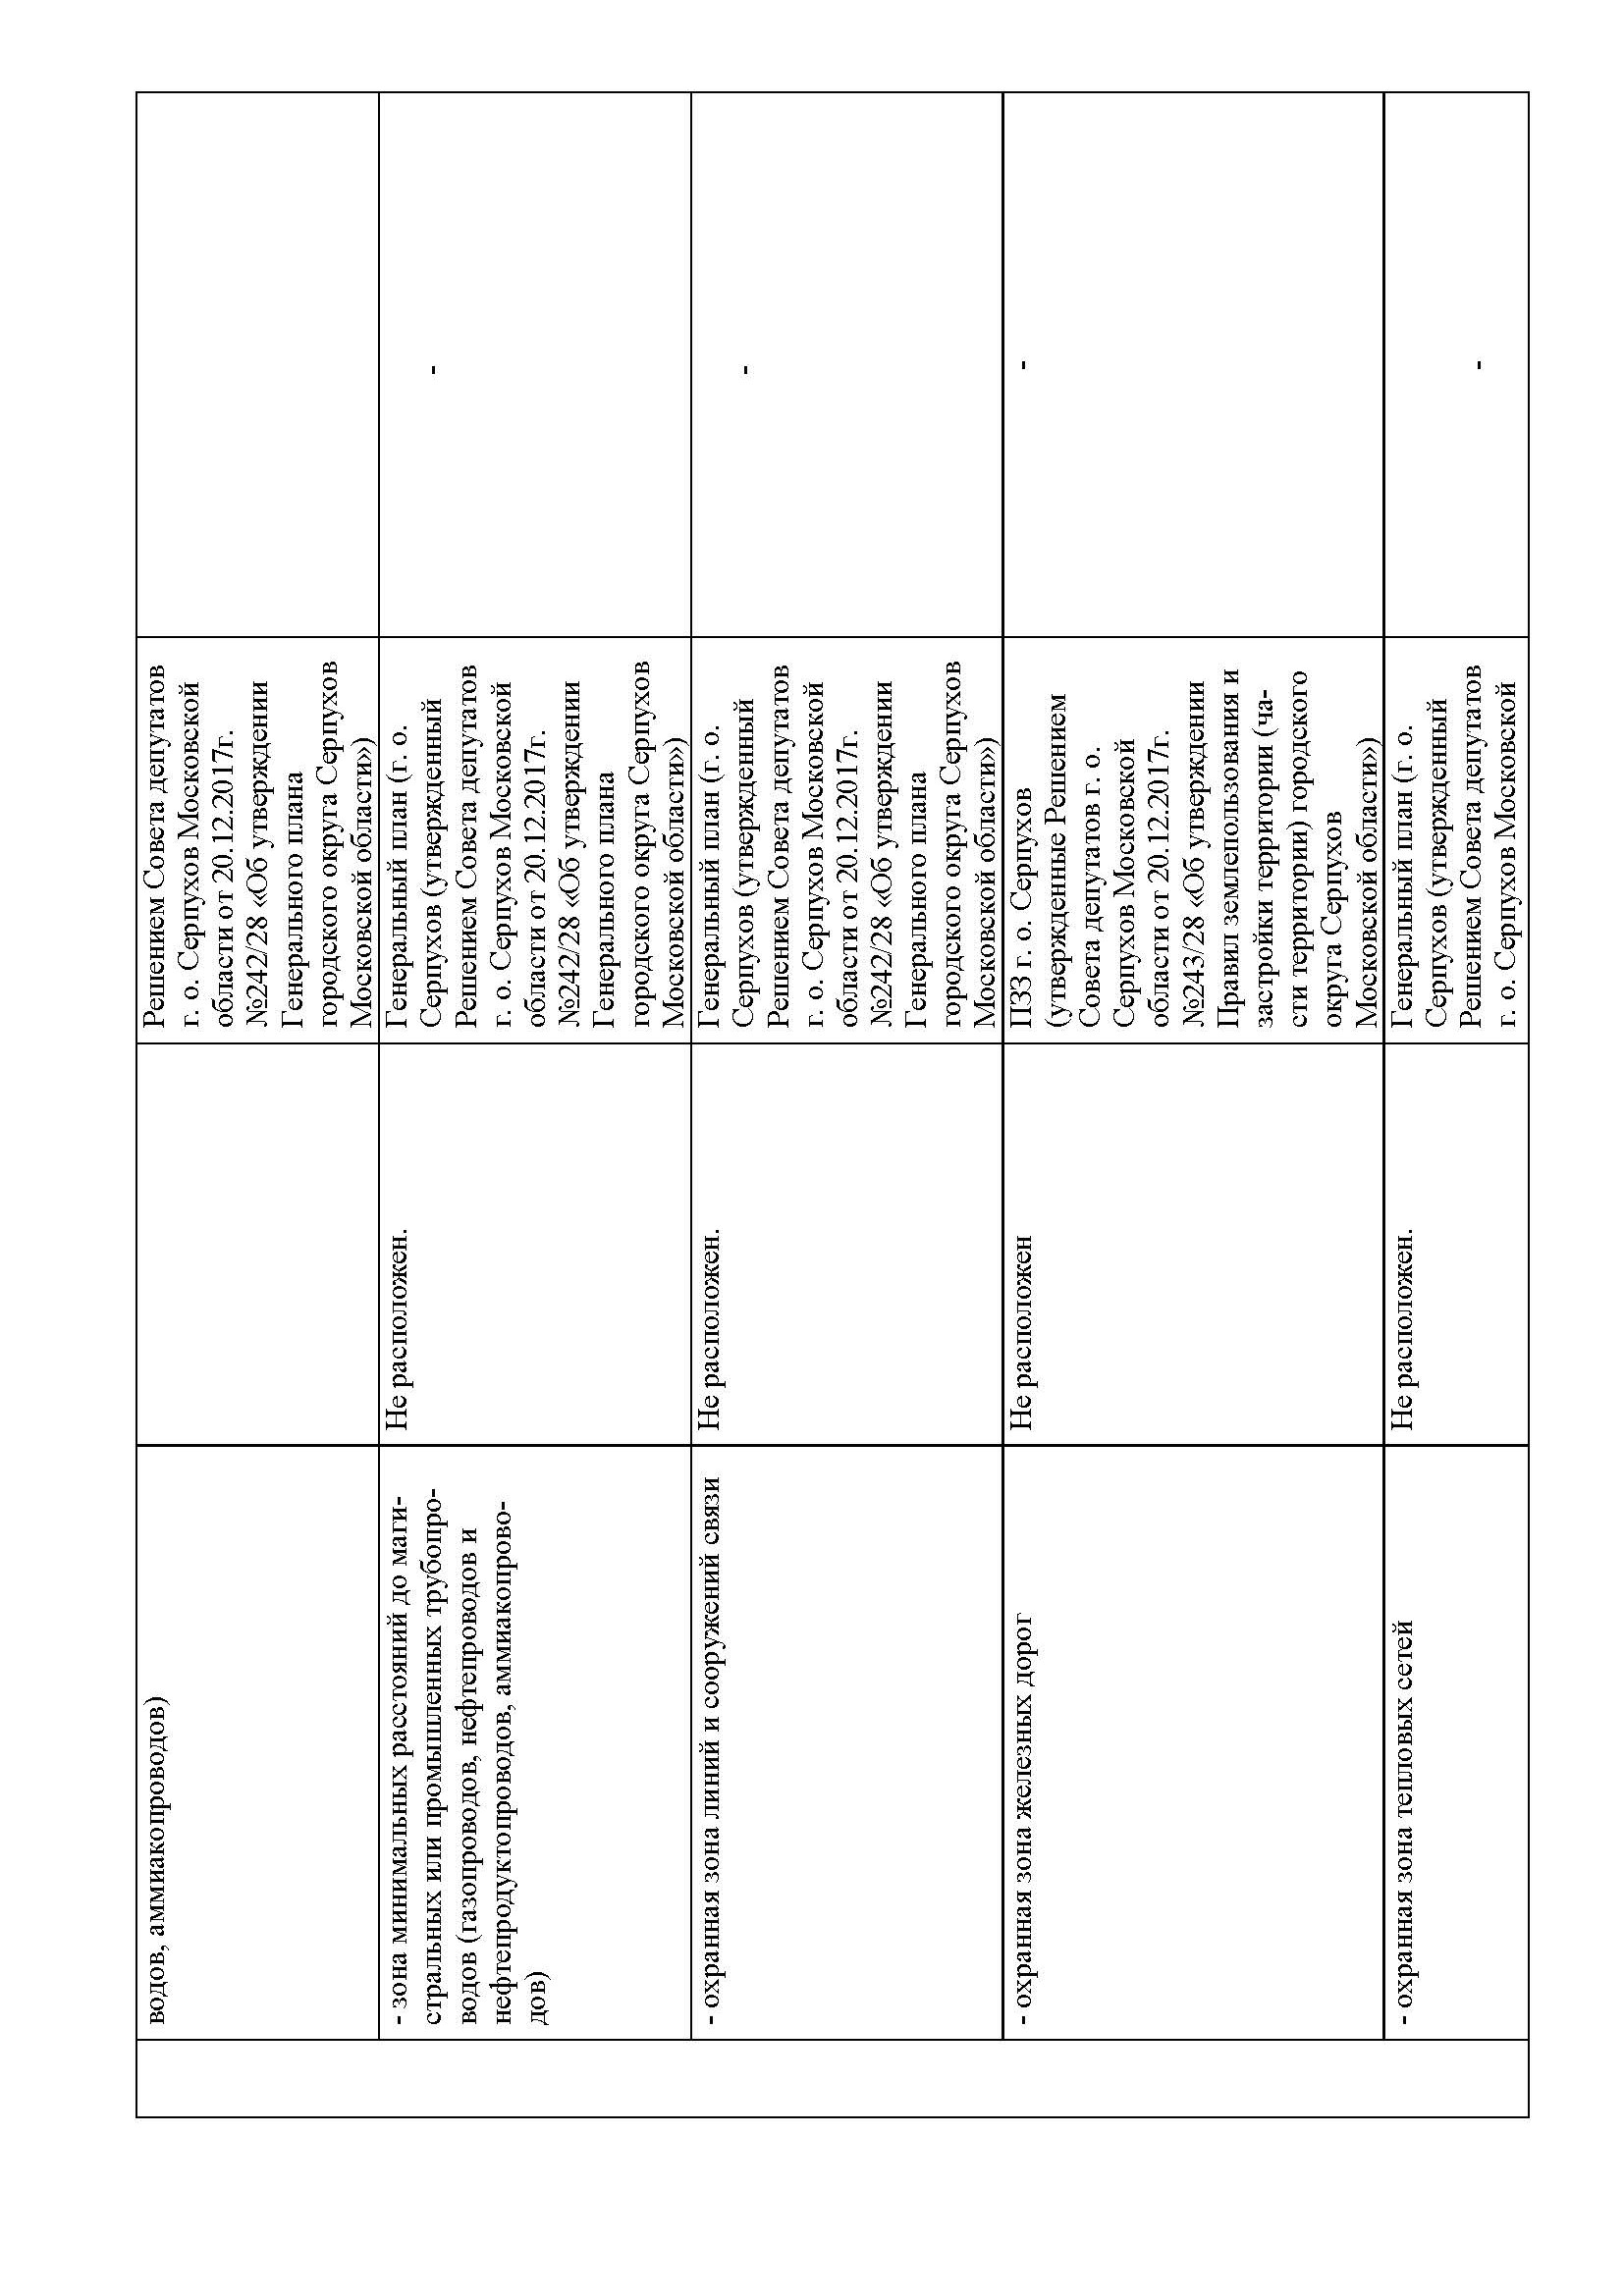 водов, аммиакопроводов)
Решением Совета депутатов
г. о. Серпухов Московской
области от 20.12.2017г.
№242/28 «Об утверждении
Генерального плана
городского округа Серпухов
Московской области»)
- зона минимальных расстояний до маги-
стральных или промышленных трубопро-
водов (газопроводов, нефтепроводов и
нефтепродуктопроводов, аммиакопрово-
дов)
Не расположен.
Генеральный план (г. о.
Серпухов (утвержденный
Решением Совета депутатов
г. о. Серпухов Московской
области от 20.12.2017г.
№242/28 «Об утверждении
Генерального плана
городского округа Серпухов
Московской области»)
-
- охранная зона линий и сооружений связи
Не расположен.
Генеральный план (г. о.
Серпухов (утвержденный
Решением Совета депутатов
г. о. Серпухов Московской
области от 20.12.2017г.
№242/28 «Об утверждении
Генерального плана
городского округа Серпухов
Московской области»)
-
- охранная зона железных дорог
Не расположен
ПЗЗ г. о. Серпухов
(утвержденные Решением
Совета депутатов г. о.
Серпухов Московской
области от 20.12.2017г.
№243/28 «Об утверждении
Правил землепользования и
застройки территории (ча-
сти территории) городского
округа Серпухов
Московской области»)
-
- охранная зона тепловых сетей
Не расположен.
Генеральный план (г. о.
Серпухов (утвержденный
Решением Совета депутатов
г. о. Серпухов Московской
-